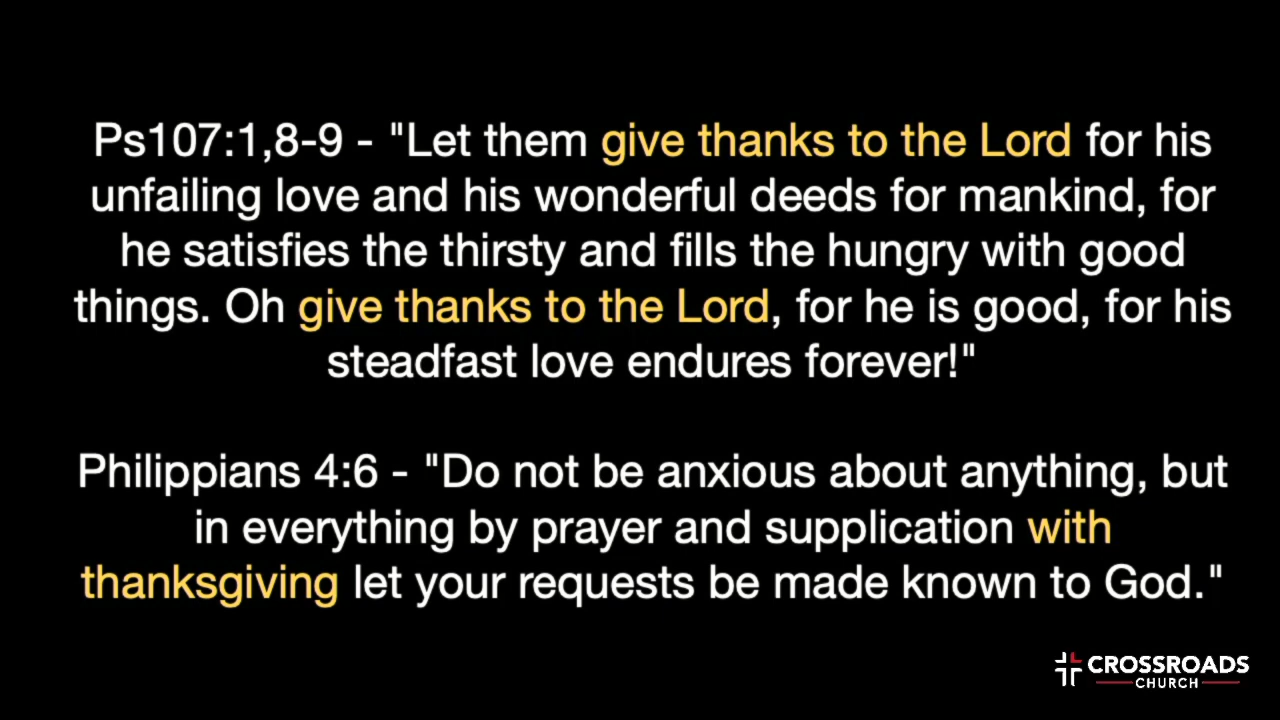 Ps107:1,8-9 - "Let them give thanks to the Lord for his
unfailing love and his wonderful deeds for mankind, for
he satisfies the thirsty and fills the hungry with good
things. Oh give thanks to the Lord, for he is good, for his
steadfast love endures forever!"
Philippians 4:6 - "Do not be anxious about anything, but
in everything by prayer and supplication with
thanksgiving let your requests be made known to God."
CROSSROADS
CHURCH